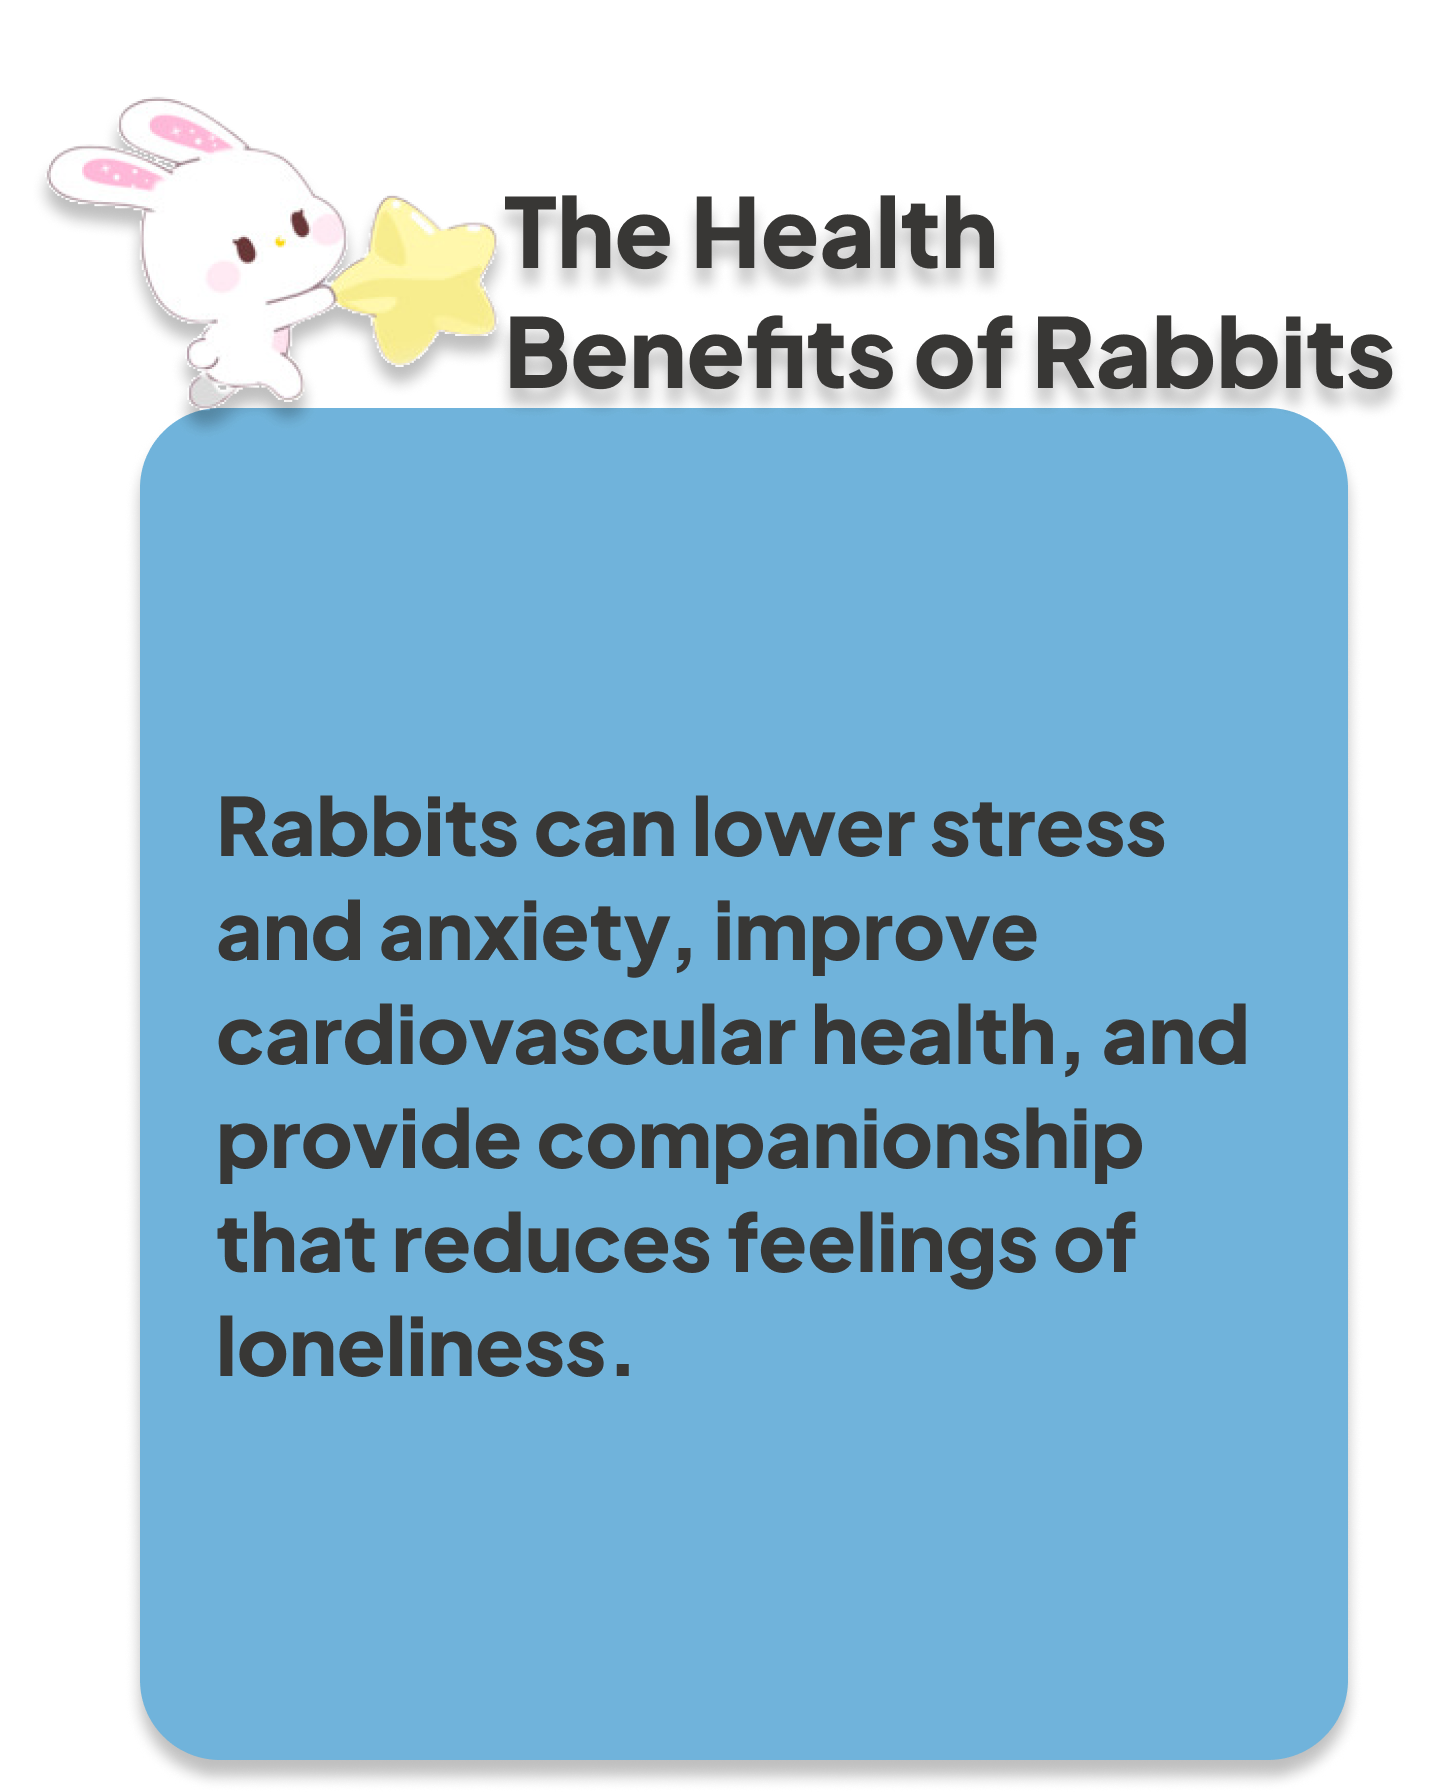 The Health
Benefits of Rabbits
Rabbits can lower stress
and anxiety, improve
cardiovascular health, and
provide companionship
that reduces feelings of
loneliness.